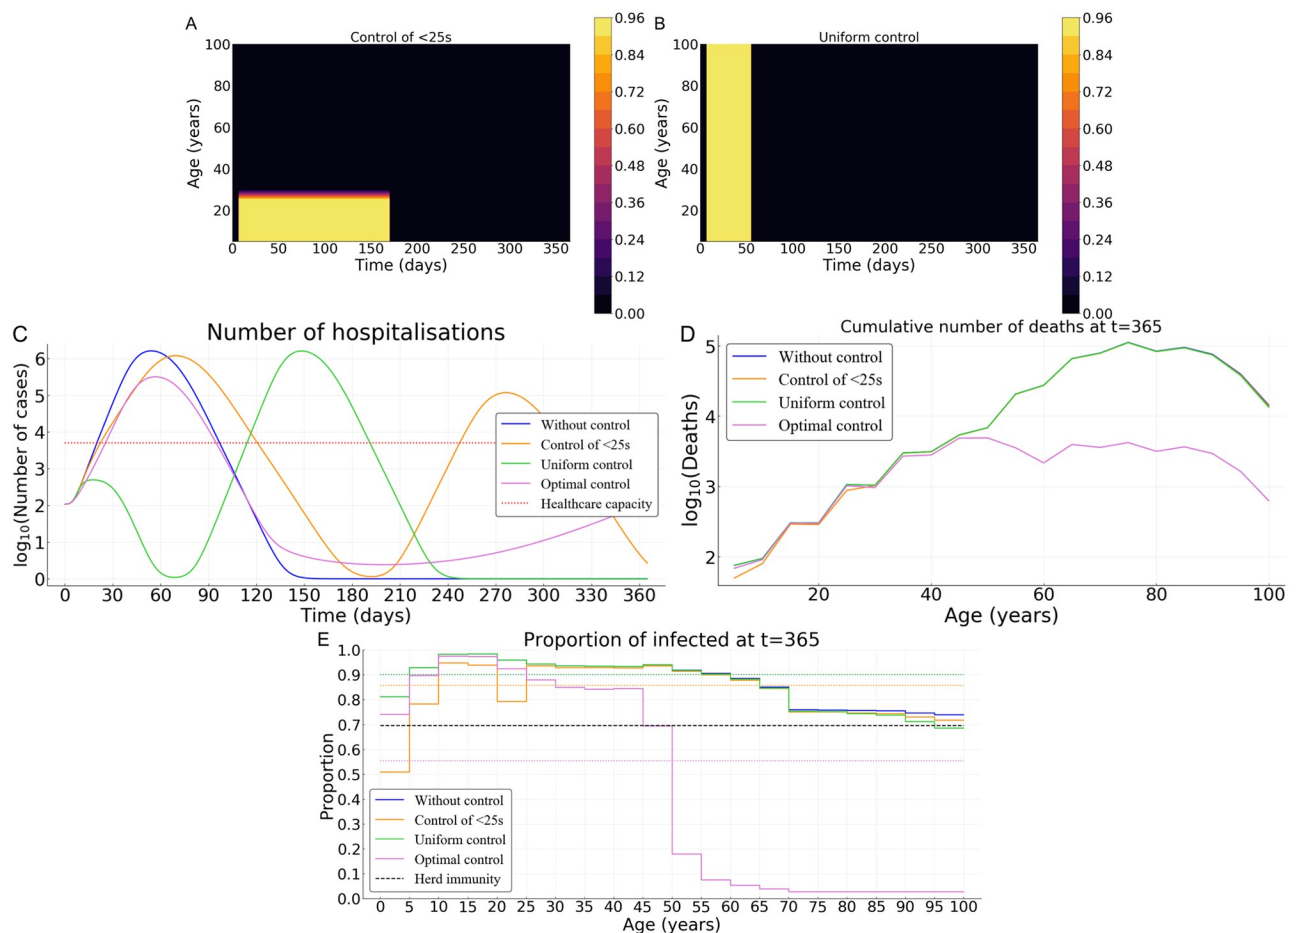 A
Control of <25s
100
80
60
40
20
Age (years)
0 50 100 150 200 250 300 350
Time (days)
0.96
0.84
0.72
0.60
0.48
0.36
0.24
0.12
0.00
B
Uniform control
100
80
60
40
20
Age (years)
0 50 100 150 200 250 300 350
Time (days)
0.96
0.84
0.72
0.60
0.48
0.36
0.24
0.12
0.00
C
Number of hospitalisations
log10(Number of cases)
6
5
4
3
2
1
0
Without control
Control of <25s
Uniform control
Optimal control
Healthcare capacity
0 30 60 90 120 150 180 210 240 270 300 330 360
Time (days)
D
Cumulative number of deaths at t=365
log10(Deaths)
5
4
3
2
Without control
Control of <25s
Uniform control
Optimal control
20 40 60 80 100
Age (years)
E
Proportion of infected at t=365
Proportion
1.0
0.9
0.8
0.7
0.6
0.5
0.4
0.3
0.2
0.1
0.0
Without control
Control of <25s
Uniform control
Optimal control
Herd immunity
0 5 10 15 20 25 30 35 40 45 50 55 60 65 70 75 80 85 90 95 100
Age (years)